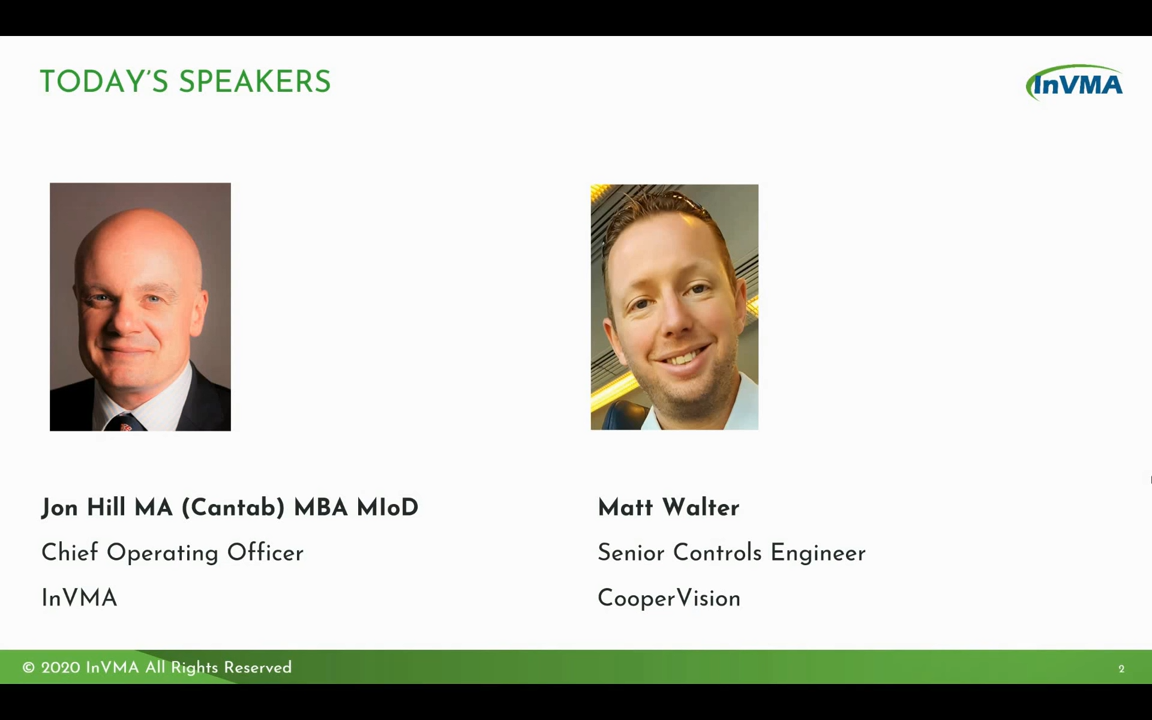 TODAY’S SPEAKERS
InVMA
Jon Hill MA (Cantab) MBA MIoD
Chief Operating Officer
InVMA
Matt Walter
Senior Controls Engineer
CooperVision
© 2020 InVMA All Rights Reserved
2